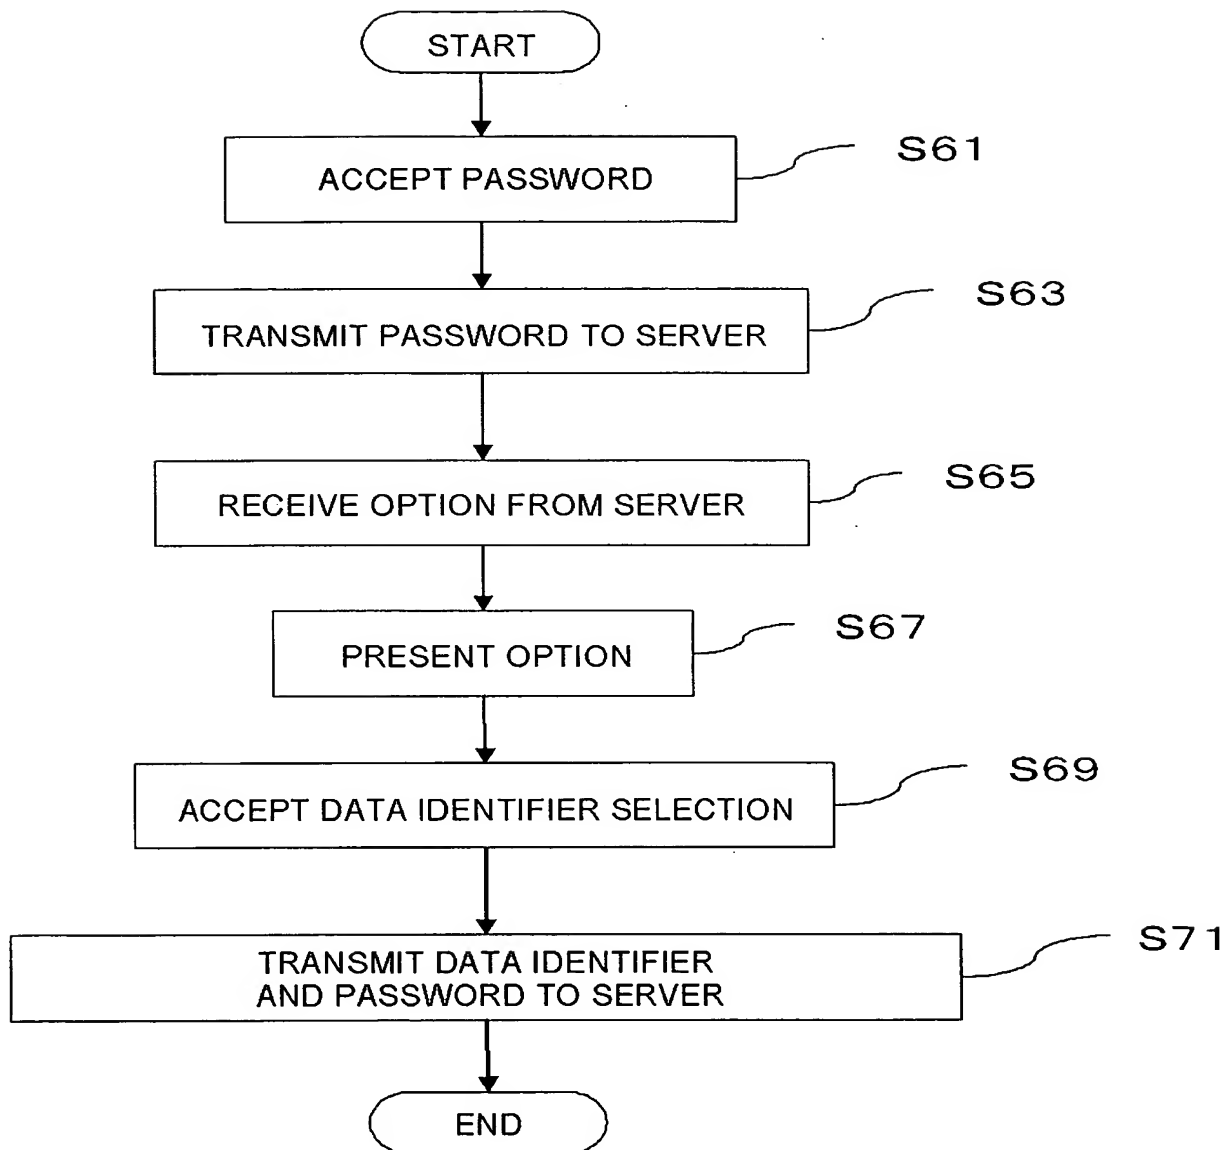 START
ACCEPT PASSWORD
S61
TRANSMIT PASSWORD TO SERVER
S63
RECEIVE OPTION FROM SERVER
S65
PRESENT OPTION
S67
ACCEPT DATA IDENTIFIER SELECTION
S69
TRANSMIT DATA IDENTIFIER
AND PASSWORD TO SERVER
S71
END